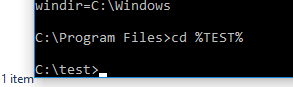 windir=C:\Windows
C:\Program Files>cd %TEST%
C:\test>
1 item